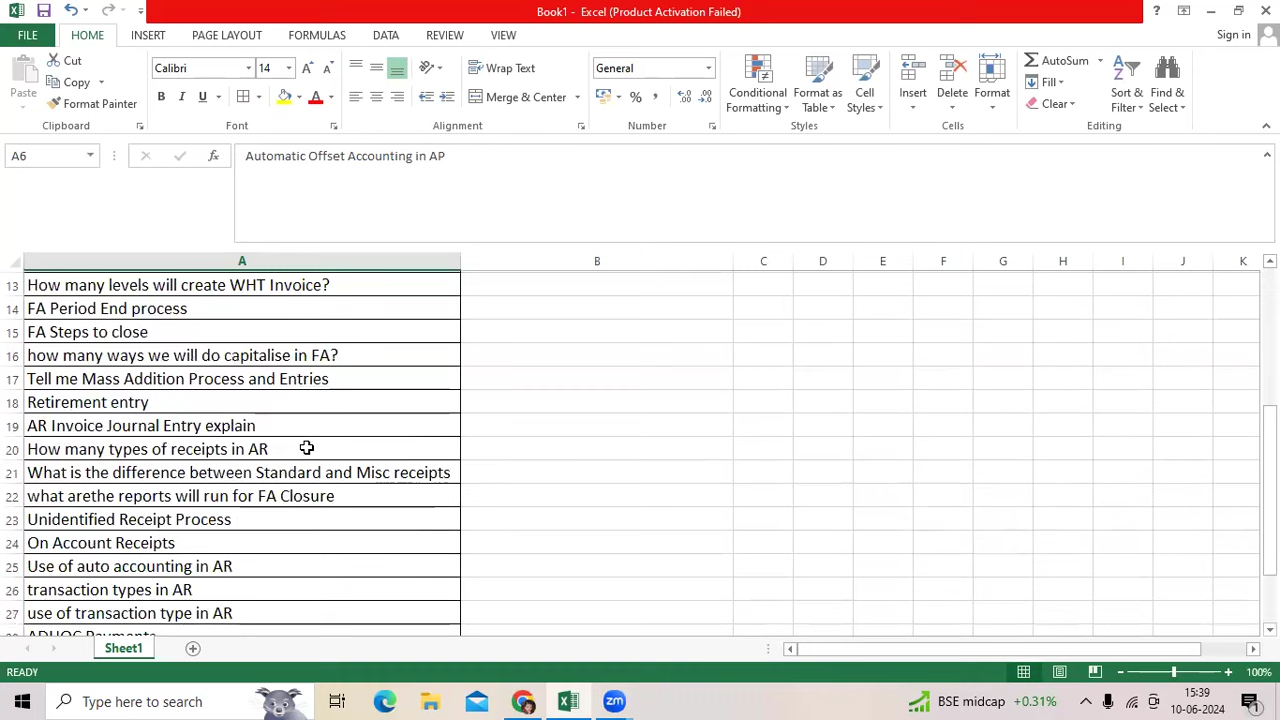 Book1 - Excel (Product Activation Failed)
FILE HOME INSERT PAGE LAYOUT FORMULAS DATA REVIEW VIEW Sign in
Paste
Cut
Copy
Format Painter
Clipboard
Calibri 14
B I U
Font
Wrap Text
Merge & Center
Alignment
General
Number
Conditional Formatting
Format as Table
Cell Styles
Styles
Insert Delete Format
Cells
AutoSum
Fill
Clear
Sort & Filter
Find & Select
Editing
A6 Automatic Offset Accounting in AP
A B C D E F G H I J K
13 How many levels will create WHT Invoice?
14 FA Period End process
15 FA Steps to close
16 how many ways we will do capitalise in FA?
17 Tell me Mass Addition Process and Entries
18 Retirement entry
19 AR Invoice Journal Entry explain
20 How many types of receipts in AR
21 What is the difference between Standard and Misc receipts
22 what arethe reports will run for FA Closure
23 Unidentified Receipt Process
24 On Account Receipts
25 Use of auto accounting in AR
26 transaction types in AR
27 use of transaction type in AR
28 ADHOC Payments
Sheet1
READY 100%
Type here to search
BSE midcap +0.31%
15:39
10-06-2024